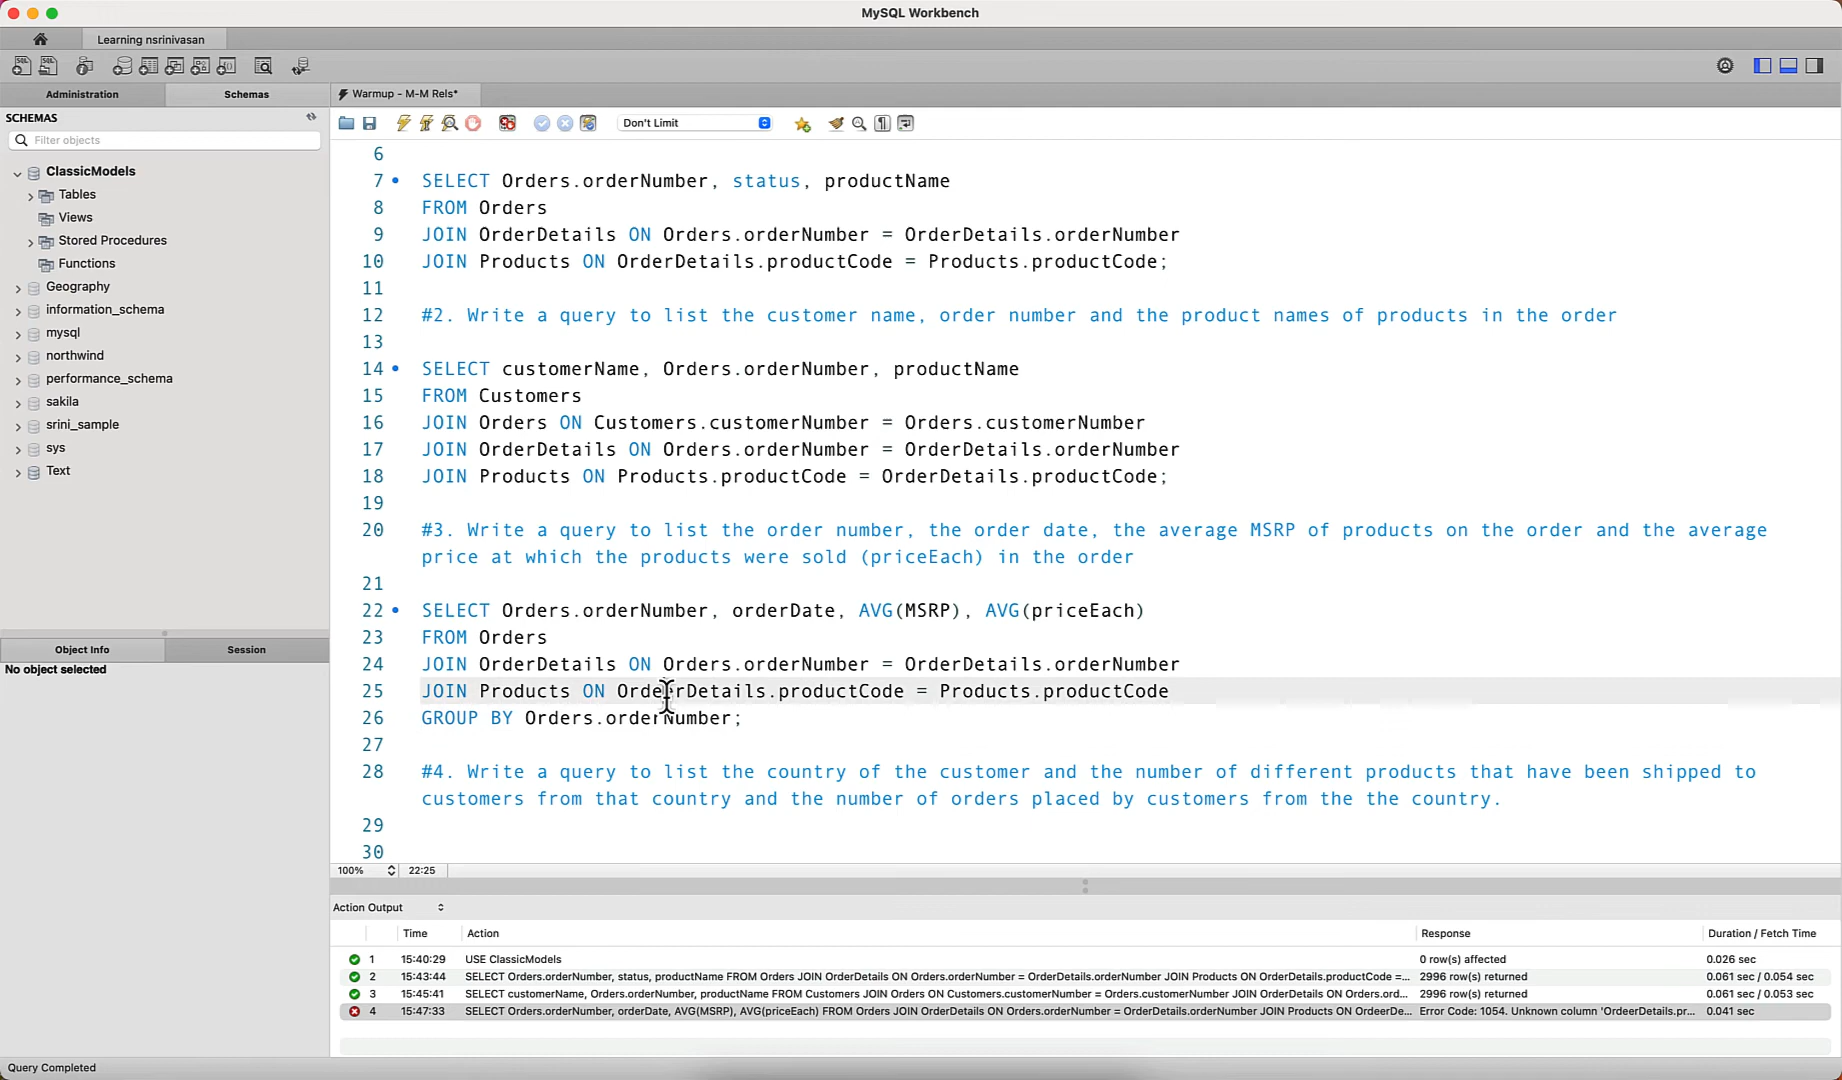 MySQL Workbench
Learning nsrinivasan
Administration
Schemas
Warmup - M-M Rels*
SCHEMAS
Filter objects
Don't Limit
ClassicModels
Tables
Views
Stored Procedures
Functions
Geography
information_schema
mysql
northwind
performance_schema
sakila
srini_sample
sys
Text
Object Info
Session
No object selected
6
7 SELECT Orders.orderNumber, status, productName
8 FROM Orders
9 JOIN OrderDetails ON Orders.orderNumber = OrderDetails.orderNumber
10 JOIN Products ON OrderDetails.productCode = Products.productCode;
11
12 #2. Write a query to list the customer name, order number and the product names of products in the order
13
14 SELECT customerName, Orders.orderNumber, productName
15 FROM Customers
16 JOIN Orders ON Customers.customerNumber = Orders.customerNumber
17 JOIN OrderDetails ON Orders.orderNumber = OrderDetails.orderNumber
18 JOIN Products ON Products.productCode = OrderDetails.productCode;
19
20 #3. Write a query to list the order number, the order date, the average MSRP of products on the order and the average
price at which the products were sold (priceEach) in the order
21
22 SELECT Orders.orderNumber, orderDate, AVG(MSRP), AVG(priceEach)
23 FROM Orders
24 JOIN OrderDetails ON Orders.orderNumber = OrderDetails.orderNumber
25 JOIN Products ON OrdeerDetails.productCode = Products.productCode
26 GROUP BY Orders.orderNumber;
27
28 #4. Write a query to list the country of the customer and the number of different products that have been shipped to
customers from that country and the number of orders placed by customers from the the country.
29
30
100% 22:25
Action Output
Time Action Response Duration / Fetch Time
1 15:40:29 USE ClassicModels 0 row(s) affected 0.026 sec
2 15:43:44 SELECT Orders.orderNumber, status, productName FROM Orders JOIN OrderDetails ON Orders.orderNumber = OrderDetails.orderNumber JOIN Products ON OrderDetails.productCode =... 2996 row(s) returned 0.061 sec / 0.054 sec
3 15:45:41 SELECT customerName, Orders.orderNumber, productName FROM Customers JOIN Orders ON Customers.customerNumber = Orders.customerNumber JOIN OrderDetails ON Orders.ord... 2996 row(s) returned 0.061 sec / 0.053 sec
4 15:47:33 SELECT Orders.orderNumber, orderDate, AVG(MSRP), AVG(priceEach) FROM Orders JOIN OrderDetails ON Orders.orderNumber = OrderDetails.orderNumber JOIN Products ON OrdeerDe... Error Code: 1054. Unknown column 'OrdeerDetails.pr... 0.041 sec
Query Completed